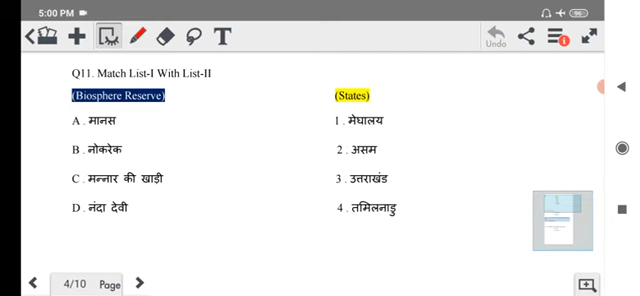 5:00 PM
96
Undo
Q11. Match List-I With List-II
(Biosphere Reserve) (States)
A . मानस 1 . मेघालय
B . नोकरेक 2 . असम
C . मन्नार की खाड़ी 3 . उत्तराखंड
D . नंदा देवी 4 . तमिलनाडु
4/10 Page